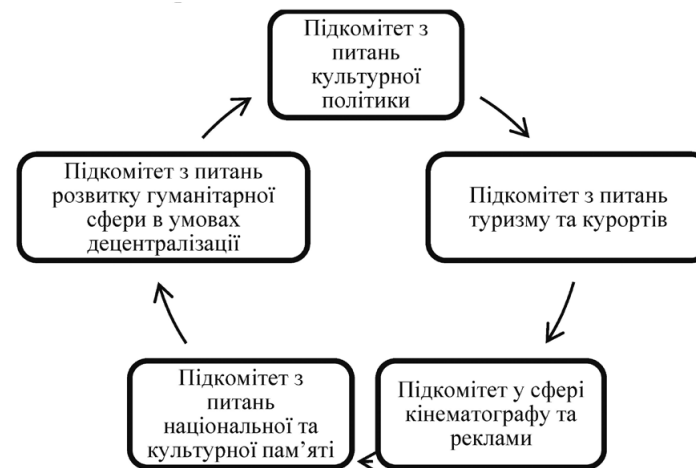 Підкомітет з
питань
культурної
політики
Підкомітет з питань
туризму та курортів
Підкомітет у сфері
кінематографу та
реклами
Підкомітет з
питань
національної та
культурної пам’яті
Підкомітет з питань
розвитку гуманітарної
сфери в умовах
децентралізації